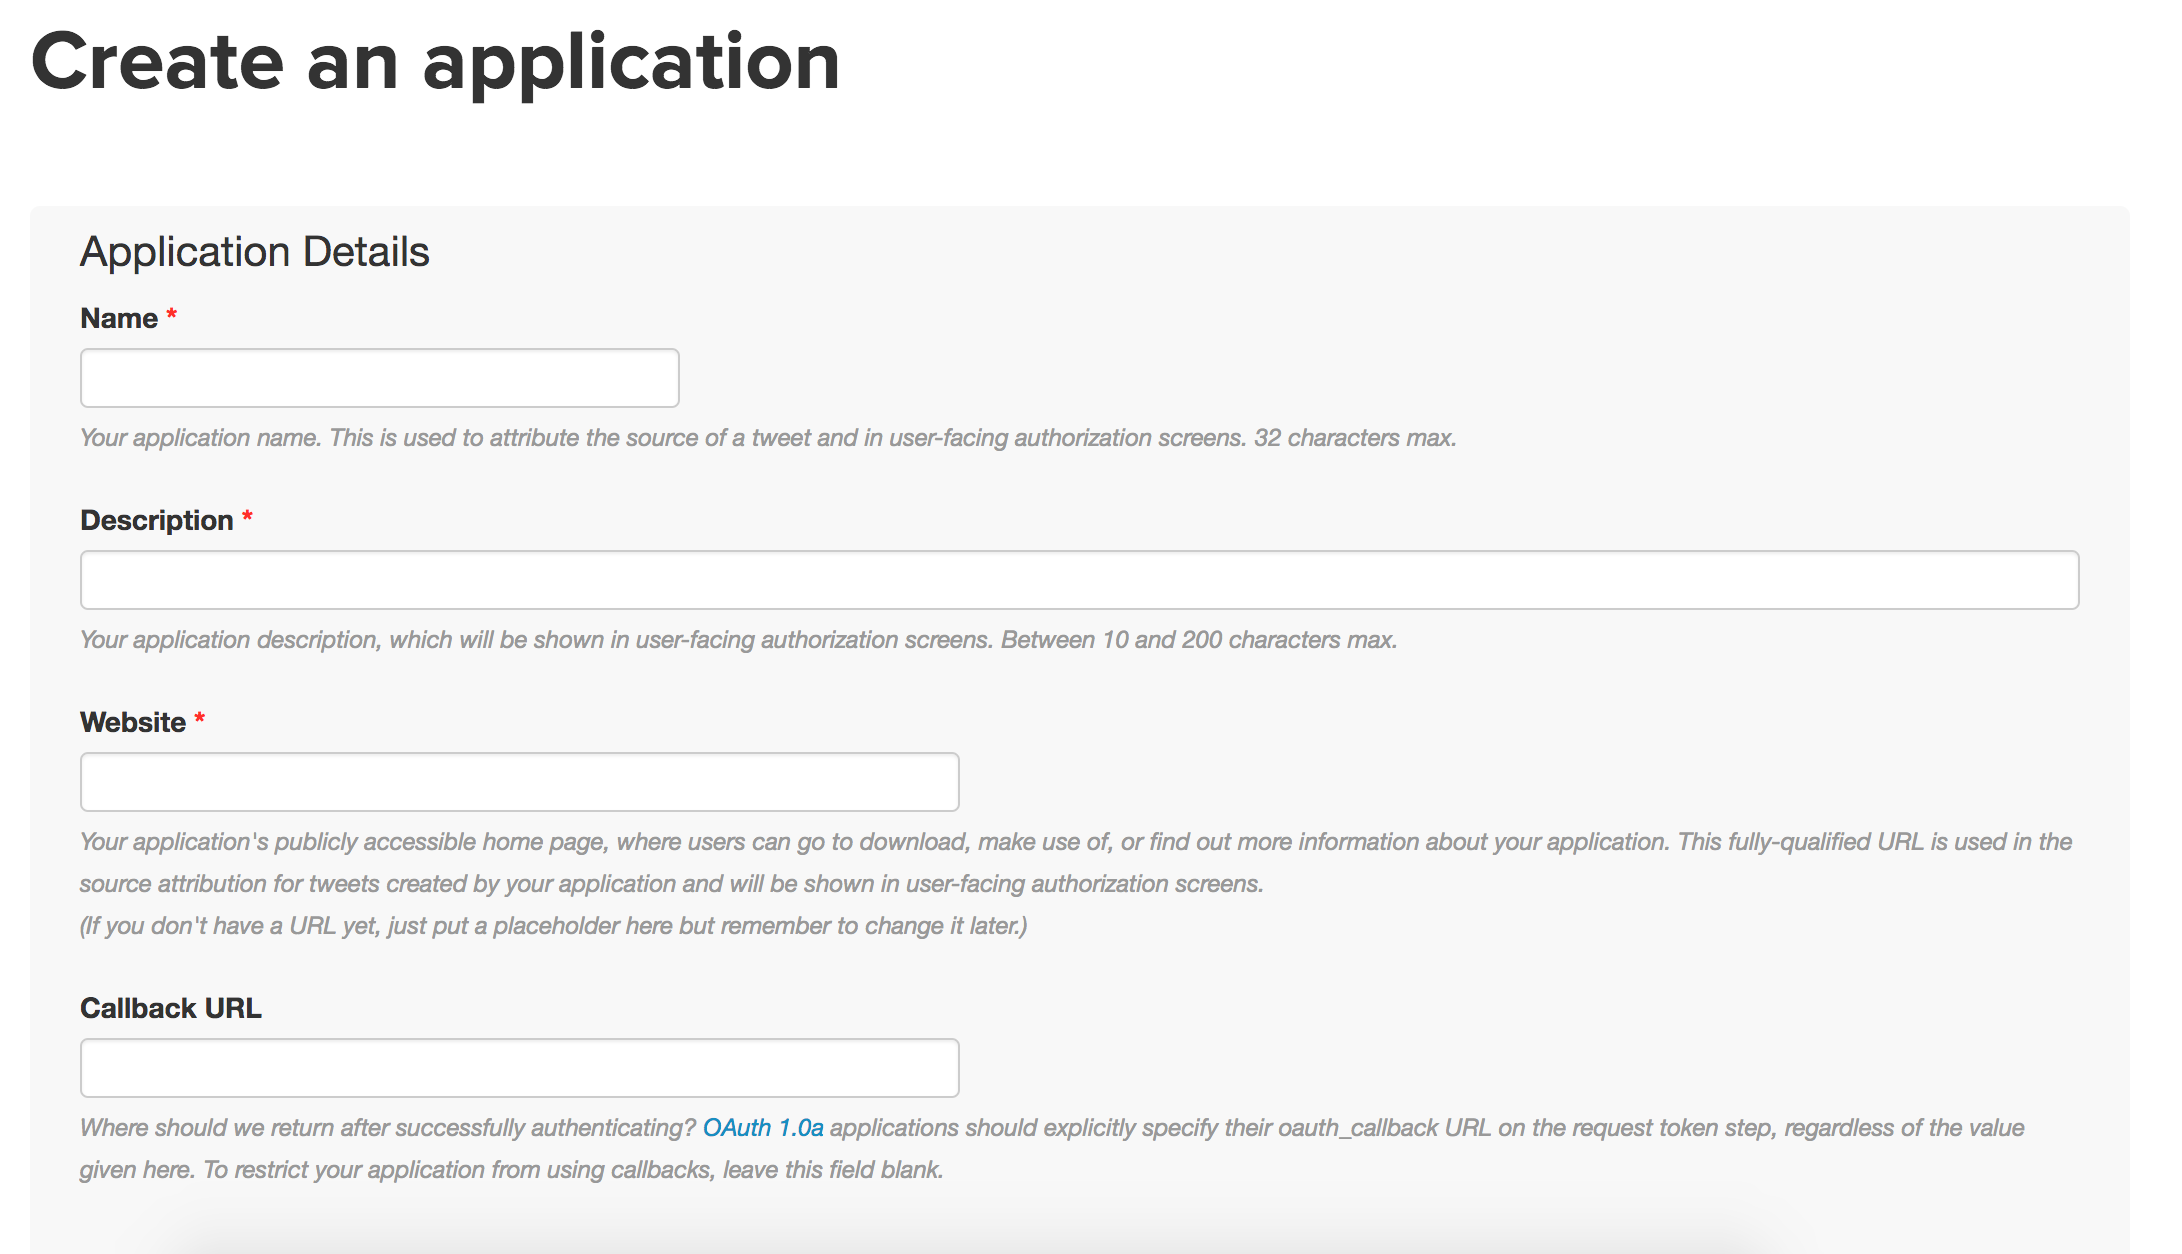 Create an application
Application Details
Name *
Your application name. This is used to attribute the source of a tweet and in user-facing authorization screens. 32 characters max.
Description *
Your application description, which will be shown in user-facing authorization screens. Between 10 and 200 characters max.
Website *
Your application's publicly accessible home page, where users can go to download, make use of, or find out more information about your application. This fully-qualified URL is used in the
source attribution for tweets created by your application and will be shown in user-facing authorization screens.
(If you don't have a URL yet, just put a placeholder here but remember to change it later.)
Callback URL
Where should we return after successfully authenticating? OAuth 1.0a applications should explicitly specify their oauth_callback URL on the request token step, regardless of the value
given here. To restrict your application from using callbacks, leave this field blank.